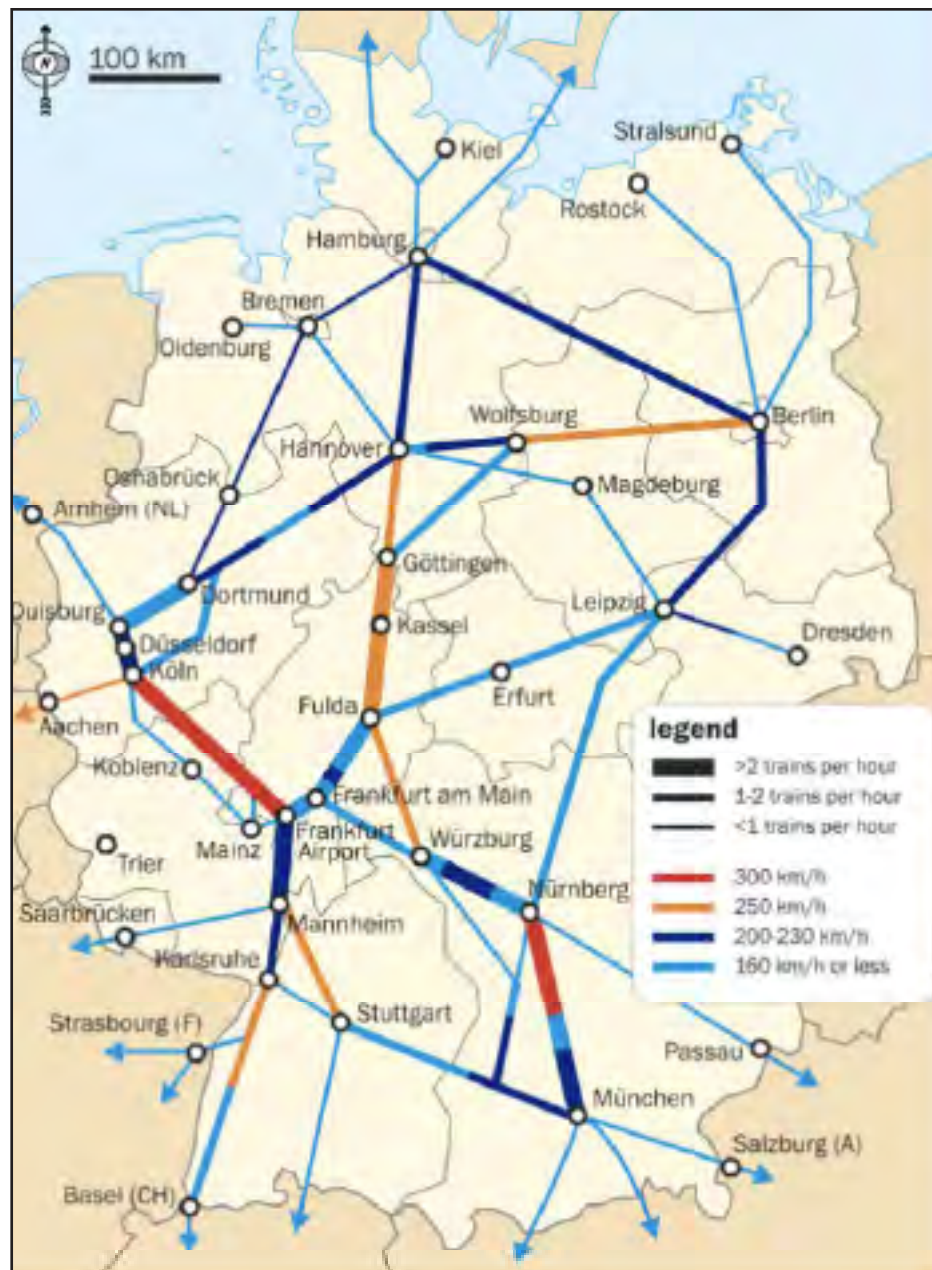 N
100 km
Kiel
Stralsund
Rostock
Hamburg
Bremen
Oldenburg
Wolfsburg
Berlin
Hannover
Osnabrück
Magdeburg
Arnhem (NL)
Göttingen
Dortmund
Leipzig
Duisburg
Kassel
Dresden
Düsseldorf
Köln
Erfurt
Fulda
Aachen
legend
Koblenz
>2 trains per hour
Frankfurt am Main
1-2 trains per hour
Frankfurt
Airport
<1 trains per hour
Mainz
Trier
Würzburg
Nürnberg
300 km/h
250 km/h
Saarbrücken
Mannheim
200-230 km/h
Karlsruhe
160 km/h or less
Stuttgart
Strasbourg (F)
Passau
München
Salzburg (A)
Basel (CH)